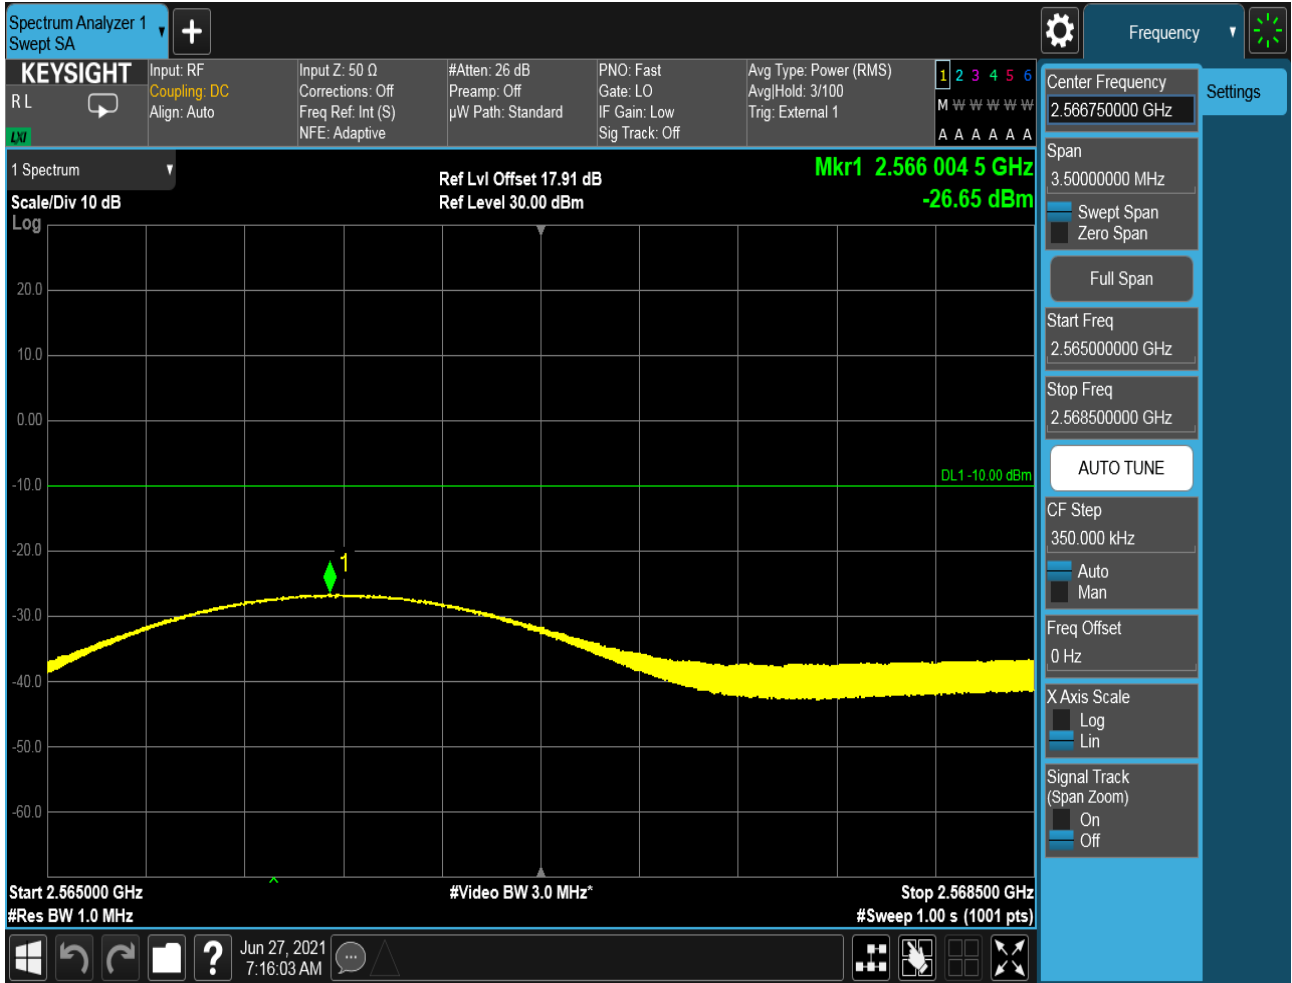 Spectrum Analyzer 1
Swept SA
Frequency
KEYSIGHT
R L
LXI
Input: RF
Coupling: DC
Align: Auto
Input Z: 50 Ω
Corrections: Off
Freq Ref: Int (S)
NFE: Adaptive
#Atten: 26 dB
Preamp: Off
µW Path: Standard
PNO: Fast
Gate: LO
IF Gain: Low
Sig Track: Off
Avg Type: Power (RMS)
Avg|Hold: 3/100
Trig: External 1
1 2 3 4 5 6
M W W W W W
A A A A A A
Center Frequency
2.566750000 GHz
Settings
Span
3.50000000 MHz
Swept Span
Zero Span
Full Span
Start Freq
2.565000000 GHz
Stop Freq
2.568500000 GHz
AUTO TUNE
CF Step
350.000 kHz
Auto
Man
Freq Offset
0 Hz
X Axis Scale
Log
Lin
Signal Track
(Span Zoom)
On
Off
1 Spectrum
Scale/Div 10 dB
Log
Ref Lvl Offset 17.91 dB
Ref Level 30.00 dBm
Mkr1 2.566 004 5 GHz
-26.65 dBm
20.0
10.0
0.00
-10.0
-20.0
-30.0
-40.0
-50.0
-60.0
DL1 -10.00 dBm
1
Start 2.565000 GHz
#Res BW 1.0 MHz
#Video BW 3.0 MHz*
Stop 2.568500 GHz
#Sweep 1.00 s (1001 pts)
?
Jun 27, 2021
7:16:03 AM